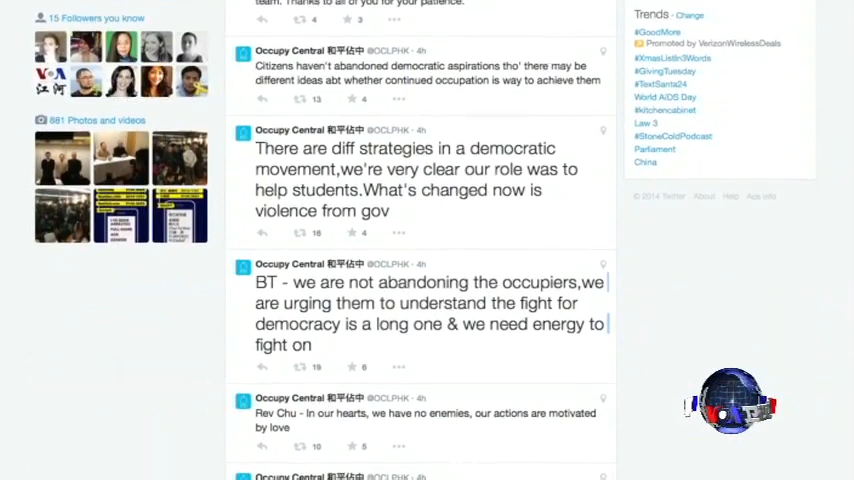 15 Followers you know
VOA
江河
881 Photos and videos
team. Thanks to all of you for your patience.
4 3
Occupy Central 和平佔中 @OCLPHK · 4h
Citizens haven't abandoned democratic aspirations tho' there may be
different ideas abt whether continued occupation is way to achieve them
13 4
Occupy Central 和平佔中 @OCLPHK · 4h
There are diff strategies in a democratic
movement,we're very clear our role was to
help students.What's changed now is
violence from gov
16 4
Occupy Central 和平佔中 @OCLPHK · 4h
BT - we are not abandoning the occupiers,we
are urging them to understand the fight for
democracy is a long one & we need energy to
fight on
19 6
Occupy Central 和平佔中 @OCLPHK · 4h
Rev Chu - In our hearts, we have no enemies, our actions are motivated
by love
10 5
Occupy Central 和平佔中 @OCLPHK · 4h
Trends · Change
#GoodMore
Promoted by VerizonWirelessDeals
#XmasListIn3Words
#GivingTuesday
#TextSanta24
World AIDS Day
#kitchencabinet
Law 3
#StoneColdPodcast
Parliament
China
© 2014 Twitter About Help Ads info
VOA